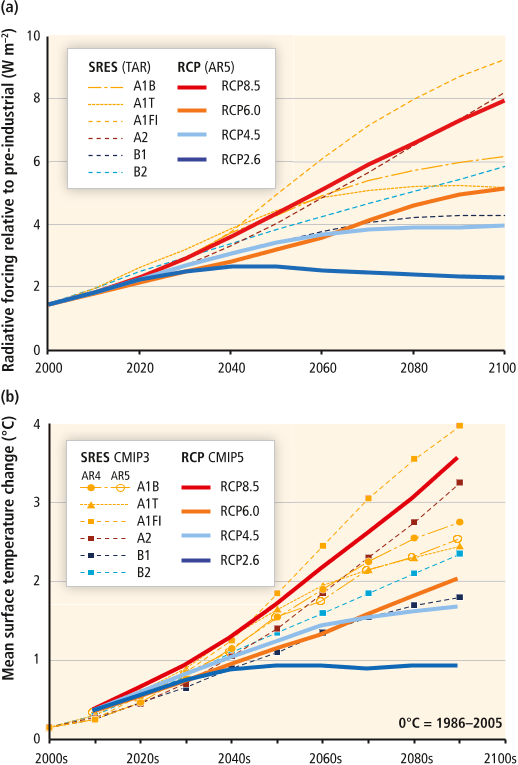 (a)
Radiative forcing relative to pre-industrial (W m–2)
10
8
6
4
2
0
SRES (TAR)
A1B
A1T
A1FI
A2
B1
B2
RCP (AR5)
RCP8.5
RCP6.0
RCP4.5
RCP2.6
2000 2020 2040 2060 2080 2100
(b)
Mean surface temperature change (°C)
4
3
2
1
0
SRES CMIP3
AR4 AR5
A1B
A1T
A1FI
A2
B1
B2
RCP CMIP5
RCP8.5
RCP6.0
RCP4.5
RCP2.6
0°C = 1986–2005
2000s 2020s 2040s 2060s 2080s 2100s